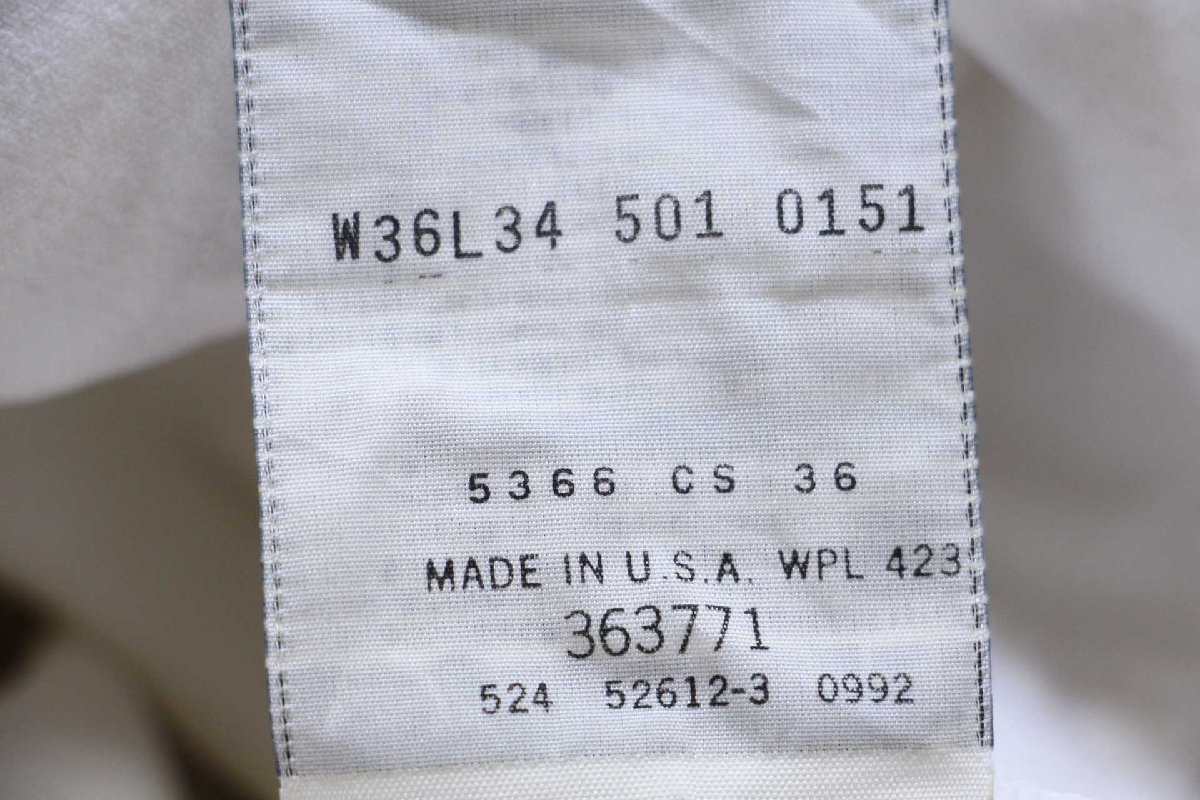 W36L34 501 0151
5366 CS 36
MADE IN U.S.A. WPL 423
363771
524 52612-3 0992